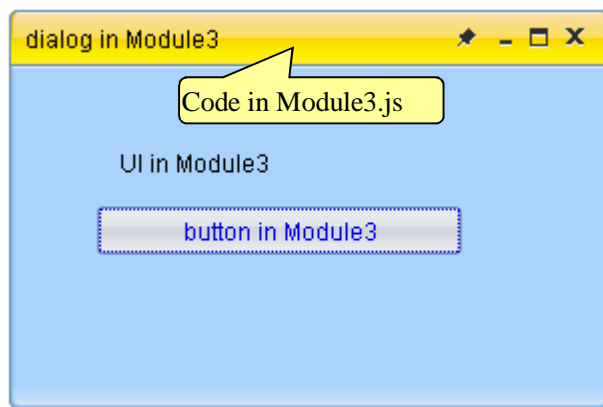 dialog in Module3
Code in Module3.js
UI in Module3
button in Module3